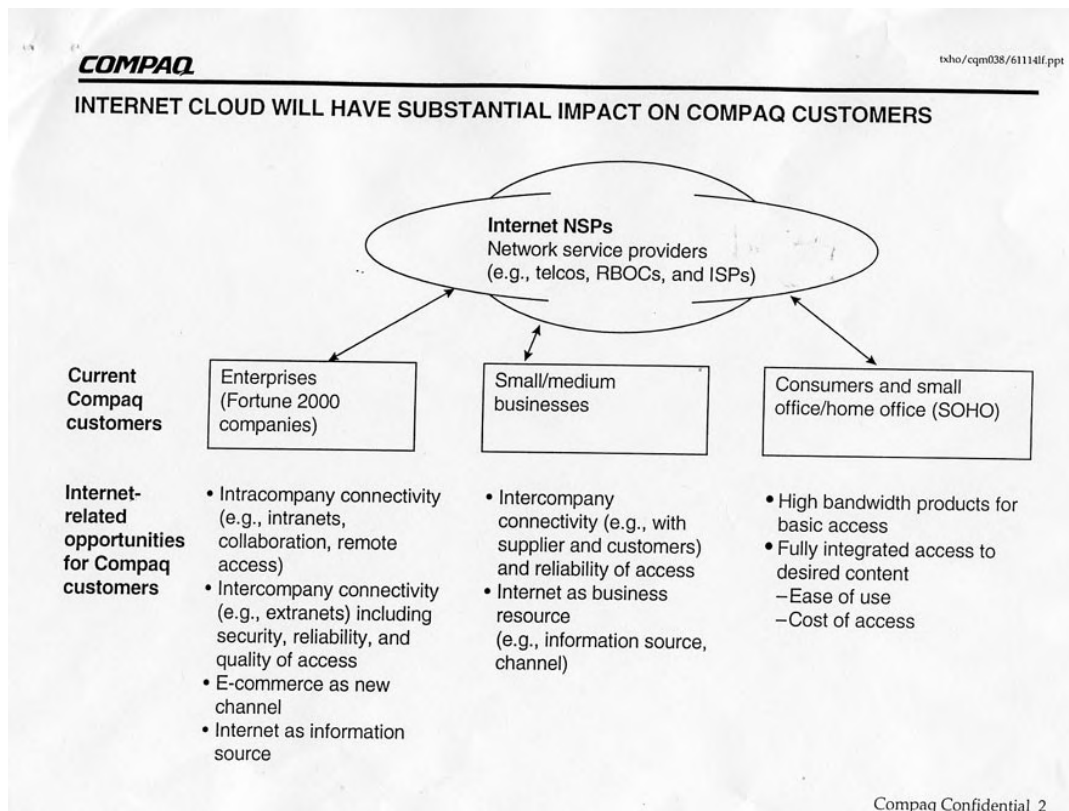 COMPAQ
txho/cqm038/61114lf.ppt
INTERNET CLOUD WILL HAVE SUBSTANTIAL IMPACT ON COMPAQ CUSTOMERS
Internet NSPs
Network service providers
(e.g., telcos, RBOCs, and ISPs)
Current
Compaq
customers
Enterprises
(Fortune 2000
companies)
Small/medium
businesses
Consumers and small
office/home office (SOHO)
Internet-
related
opportunities
for Compaq
customers
• Intracompany connectivity
(e.g., intranets,
collaboration, remote
access)
• Intercompany connectivity
(e.g., extranets) including
security, reliability, and
quality of access
• E-commerce as new
channel
• Internet as information
source
• Intercompany
connectivity (e.g., with
supplier and customers)
and reliability of access
• Internet as business
resource
(e.g., information source,
channel)
• High bandwidth products for
basic access
• Fully integrated access to
desired content
–Ease of use
–Cost of access
Compaq Confidential 2